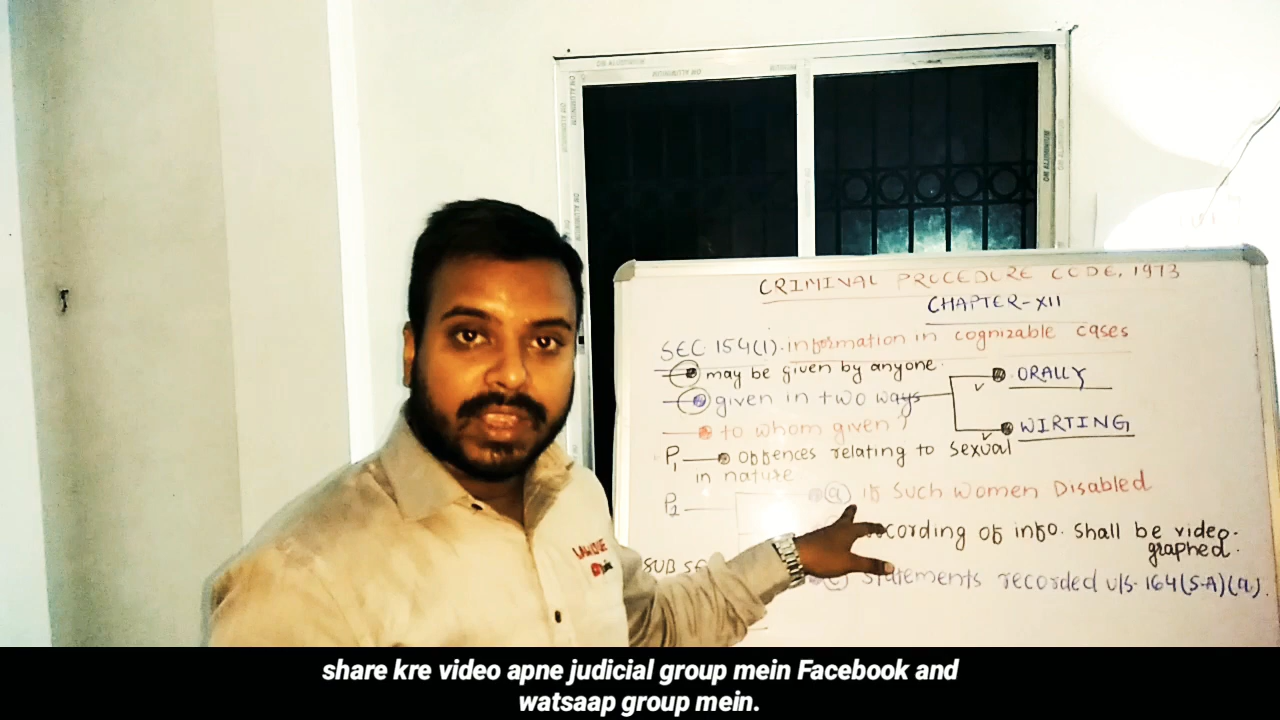 CRIMINAL PROCEDURE CODE, 1973
CHAPTER-XII
SEC. 154(1). information in cognizable cases
may be given by anyone.
given in two ways
ORALLY
WIRTING
to whom given?
P1 offences relating to sexual
in nature
P2
(a) if such women Disabled
of info. shall be video-
graphed.
SUB
statements recorded u/s. 164(5-A)(a).
share kre video apne judicial group mein Facebook and
watsaap group mein.